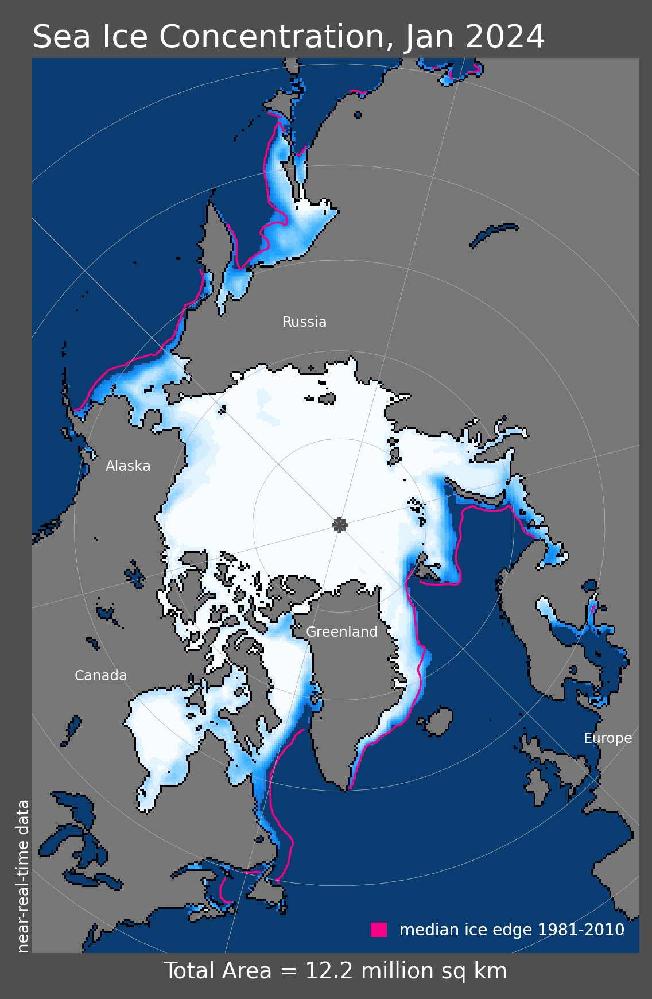 Sea Ice Concentration, Jan 2024
Russia
Alaska
Greenland
Canada
Europe
near-real-time data
median ice edge 1981-2010
Total Area = 12.2 million sq km